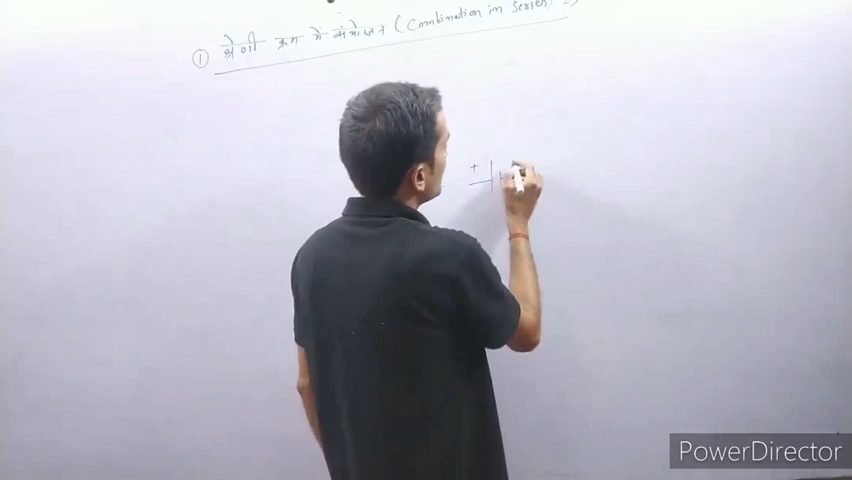 ① श्रेणी क्रम में संयोजन (Combination in Series) =>
+
PowerDirector